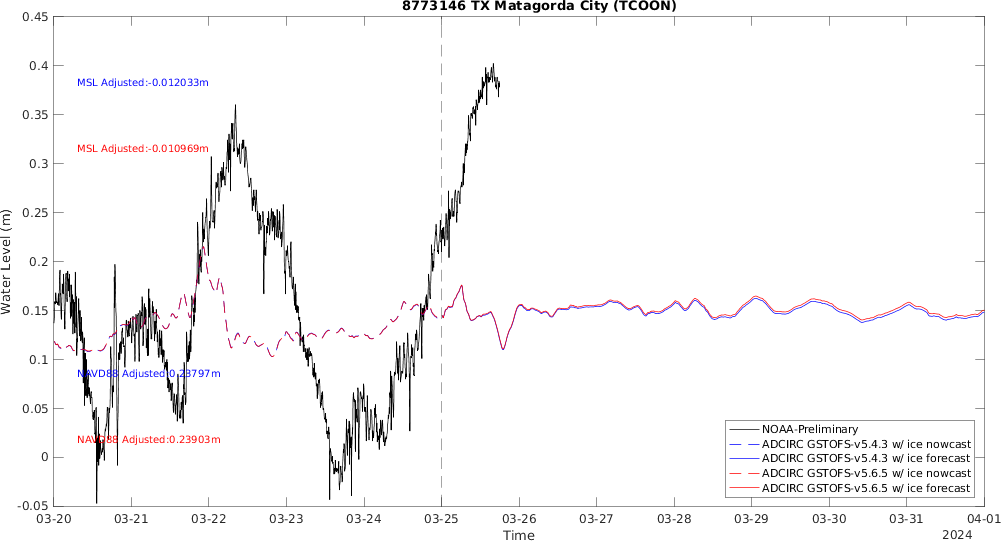 8773146 TX Matagorda City (TCOON)
0.45
0.4
0.35
0.3
0.25
0.2
0.15
0.1
0.05
0
-0.05
Water Level (m)
MSL Adjusted:-0.012033m
MSL Adjusted:-0.010969m
NAVD88 Adjusted:0.23797m
NAVD88 Adjusted:0.23903m
NOAA-Preliminary
ADCIRC GSTOFS-v5.4.3 w/ ice nowcast
ADCIRC GSTOFS-v5.4.3 w/ ice forecast
ADCIRC GSTOFS-v5.6.5 w/ ice nowcast
ADCIRC GSTOFS-v5.6.5 w/ ice forecast
03-20 03-21 03-22 03-23 03-24 03-25 03-26 03-27 03-28 03-29 03-30 03-31 04-01
Time
2024